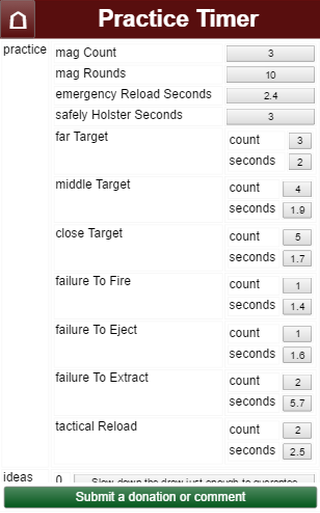 Practice Timer
practice
mag Count 3
mag Rounds 10
emergency Reload Seconds 2.4
safely Holster Seconds 3
far Target count 3
seconds 2
middle Target count 4
seconds 1.9
close Target count 5
seconds 1.7
failure To Fire count 1
seconds 1.4
failure To Eject count 1
seconds 1.6
failure To Extract count 2
seconds 5.7
tactical Reload count 2
seconds 2.5
ideas 0 Slow down the draw just enough to guarantee
Submit a donation or comment